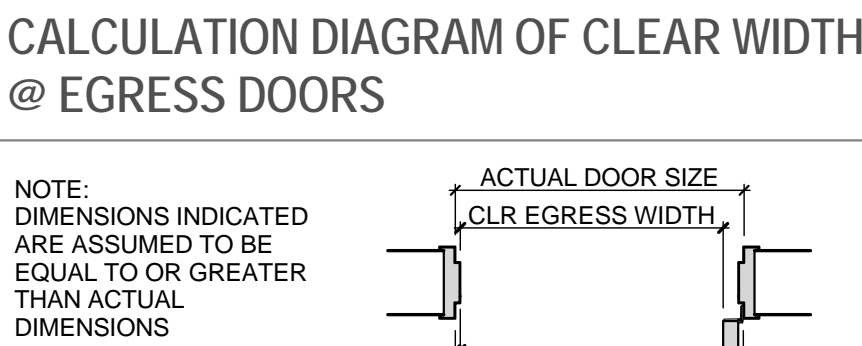 CALCULATION DIAGRAM OF CLEAR WIDTH
@ EGRESS DOORS
NOTE:
DIMENSIONS INDICATED
ARE ASSUMED TO BE
EQUAL TO OR GREATER
THAN ACTUAL
DIMENSIONS
ACTUAL DOOR SIZE
CLR EGRESS WIDTH